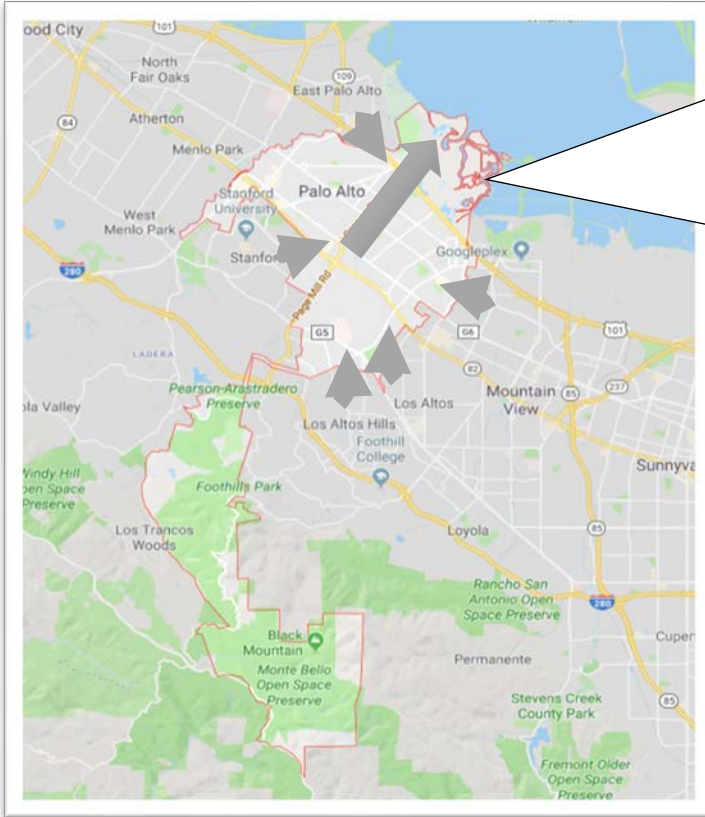 ood City
101
North
Fair Oaks
109
East Palo Alto
84
Atherton
Menlo Park
Stanford
University
Palo Alto
West
Menlo Park
Stanfor
Googleplex
280
Page Mill Rd
G5
G6
101
LADERA
82
Pearson-Arastradero
Preserve
Mountain
View
85
237
ola Valley
Los Altos
Los Altos Hills
Foothill
College
Sunnyva
Windy Hill
pen Space
Preserve
Foothills Park
Los Trancos
Woods
Loyola
85
Rancho San
Antonio Open
Space Preserve
280
Black
Mountain
Cuper
Monte Bello
Open Space
Preserve
Permanente
Stevens Creek
County Park
85
Fremont Older
Open Space
Preserve